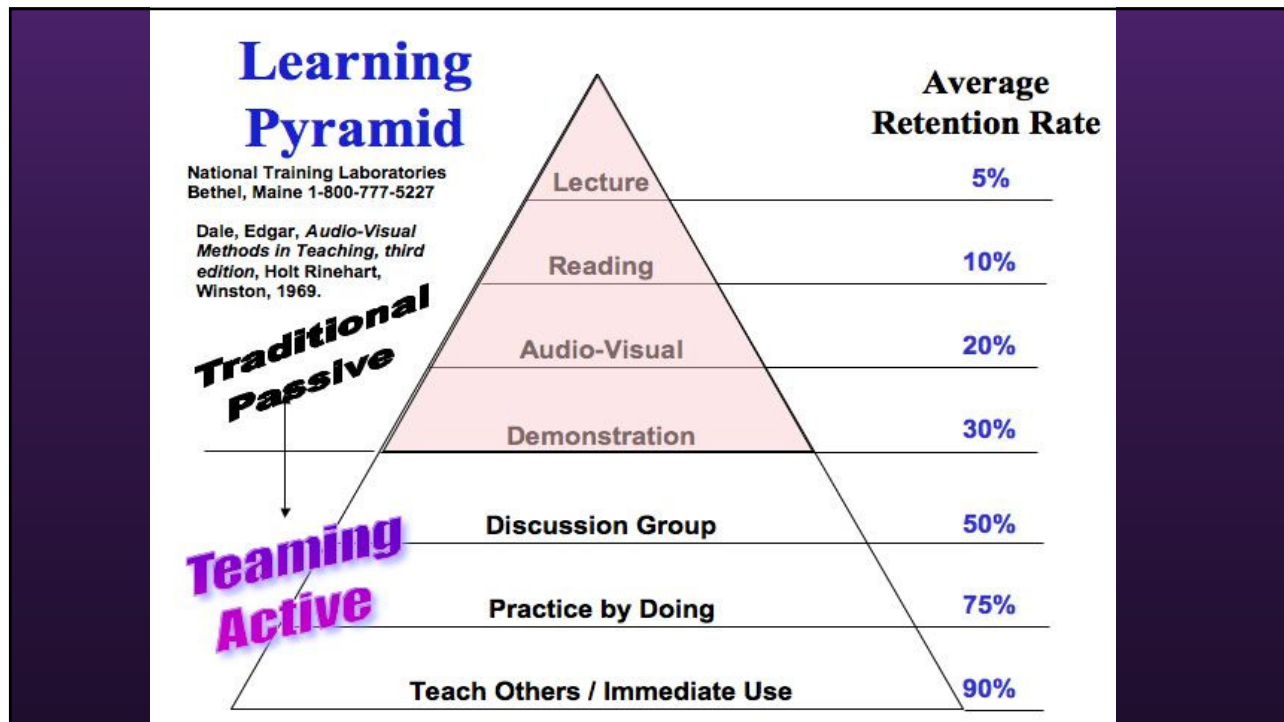 Learning
Pyramid
National Training Laboratories
Bethel, Maine 1-800-777-5227
Dale, Edgar, Audio-Visual
Methods in Teaching, third
edition, Holt Rinehart,
Winston, 1969.
Average
Retention Rate
Lecture 5%
Reading 10%
Audio-Visual 20%
Traditional
Passive
Demonstration 30%
Discussion Group 50%
Teaming
Active
Practice by Doing 75%
Teach Others / Immediate Use 90%